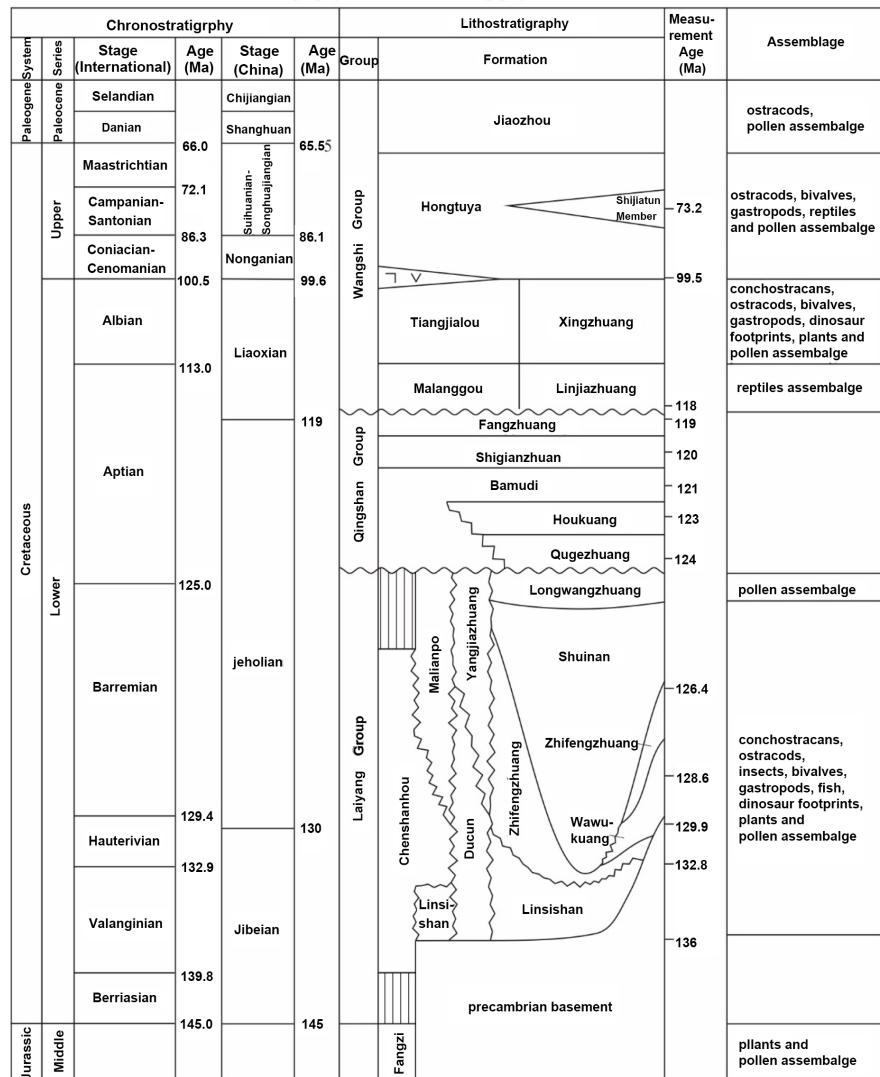 Chronostratigrphy
Lithostratigraphy
Measu-
rement
Age
(Ma)
Assemblage
System
Series
Stage
(International)
Age
(Ma)
Stage
(China)
Age
(Ma)
Group
Formation
Paleogene
Paleocene
Selandian
Danian
66.0
Chijiangian
Shanghuan
65.55
Jiaozhou
ostracods,
pollen assembalge
Cretaceous
Upper
Maastrichtian
72.1
Campanian-
Santonian
86.3
Coniacian-
Cenomanian
100.5
Suihuanian-
Songhuajiangian
86.1
Nonganian
99.6
Wangshi Group
Hongtuya
Shijiatun
Member
73.2
99.5
ostracods, bivalves,
gastropods, reptiles
and pollen assembalge
Lower
Albian
113.0
Liaoxian
119
Tiangjialou
Xingzhuang
conchostracans,
ostracods, bivalves,
gastropods, dinosaur
footprints, plants and
pollen assembalge
Malanggou
Linjiazhuang
118
reptiles assembalge
Aptian
125.0
Qingshan Group
Fangzhuang
119
Shigianzhuan
120
Bamudi
121
Houkuang
123
Qugezhuang
124
jeholian
130
Barremian
129.4
Laiyang Group
Longwangzhuang
pollen assembalge
Malianpo
Yangjiazhuang
Shuinan
126.4
Zhifengzhuang
Zhifengzhuang
128.6
Wawu-
kuang
129.9
132.8
Chenshanhou
Ducun
conchostracans,
ostracods,
insects, bivalves,
gastropods, fish,
dinosaur footprints,
plants and
pollen assembalge
Hauterivian
132.9
Valanginian
139.8
Jibeian
Linsi-
shan
Linsishan
136
Berriasian
145.0
145
precambrian basement
Jurassic
Middle
Fangzi
pllants and
pollen assembalge